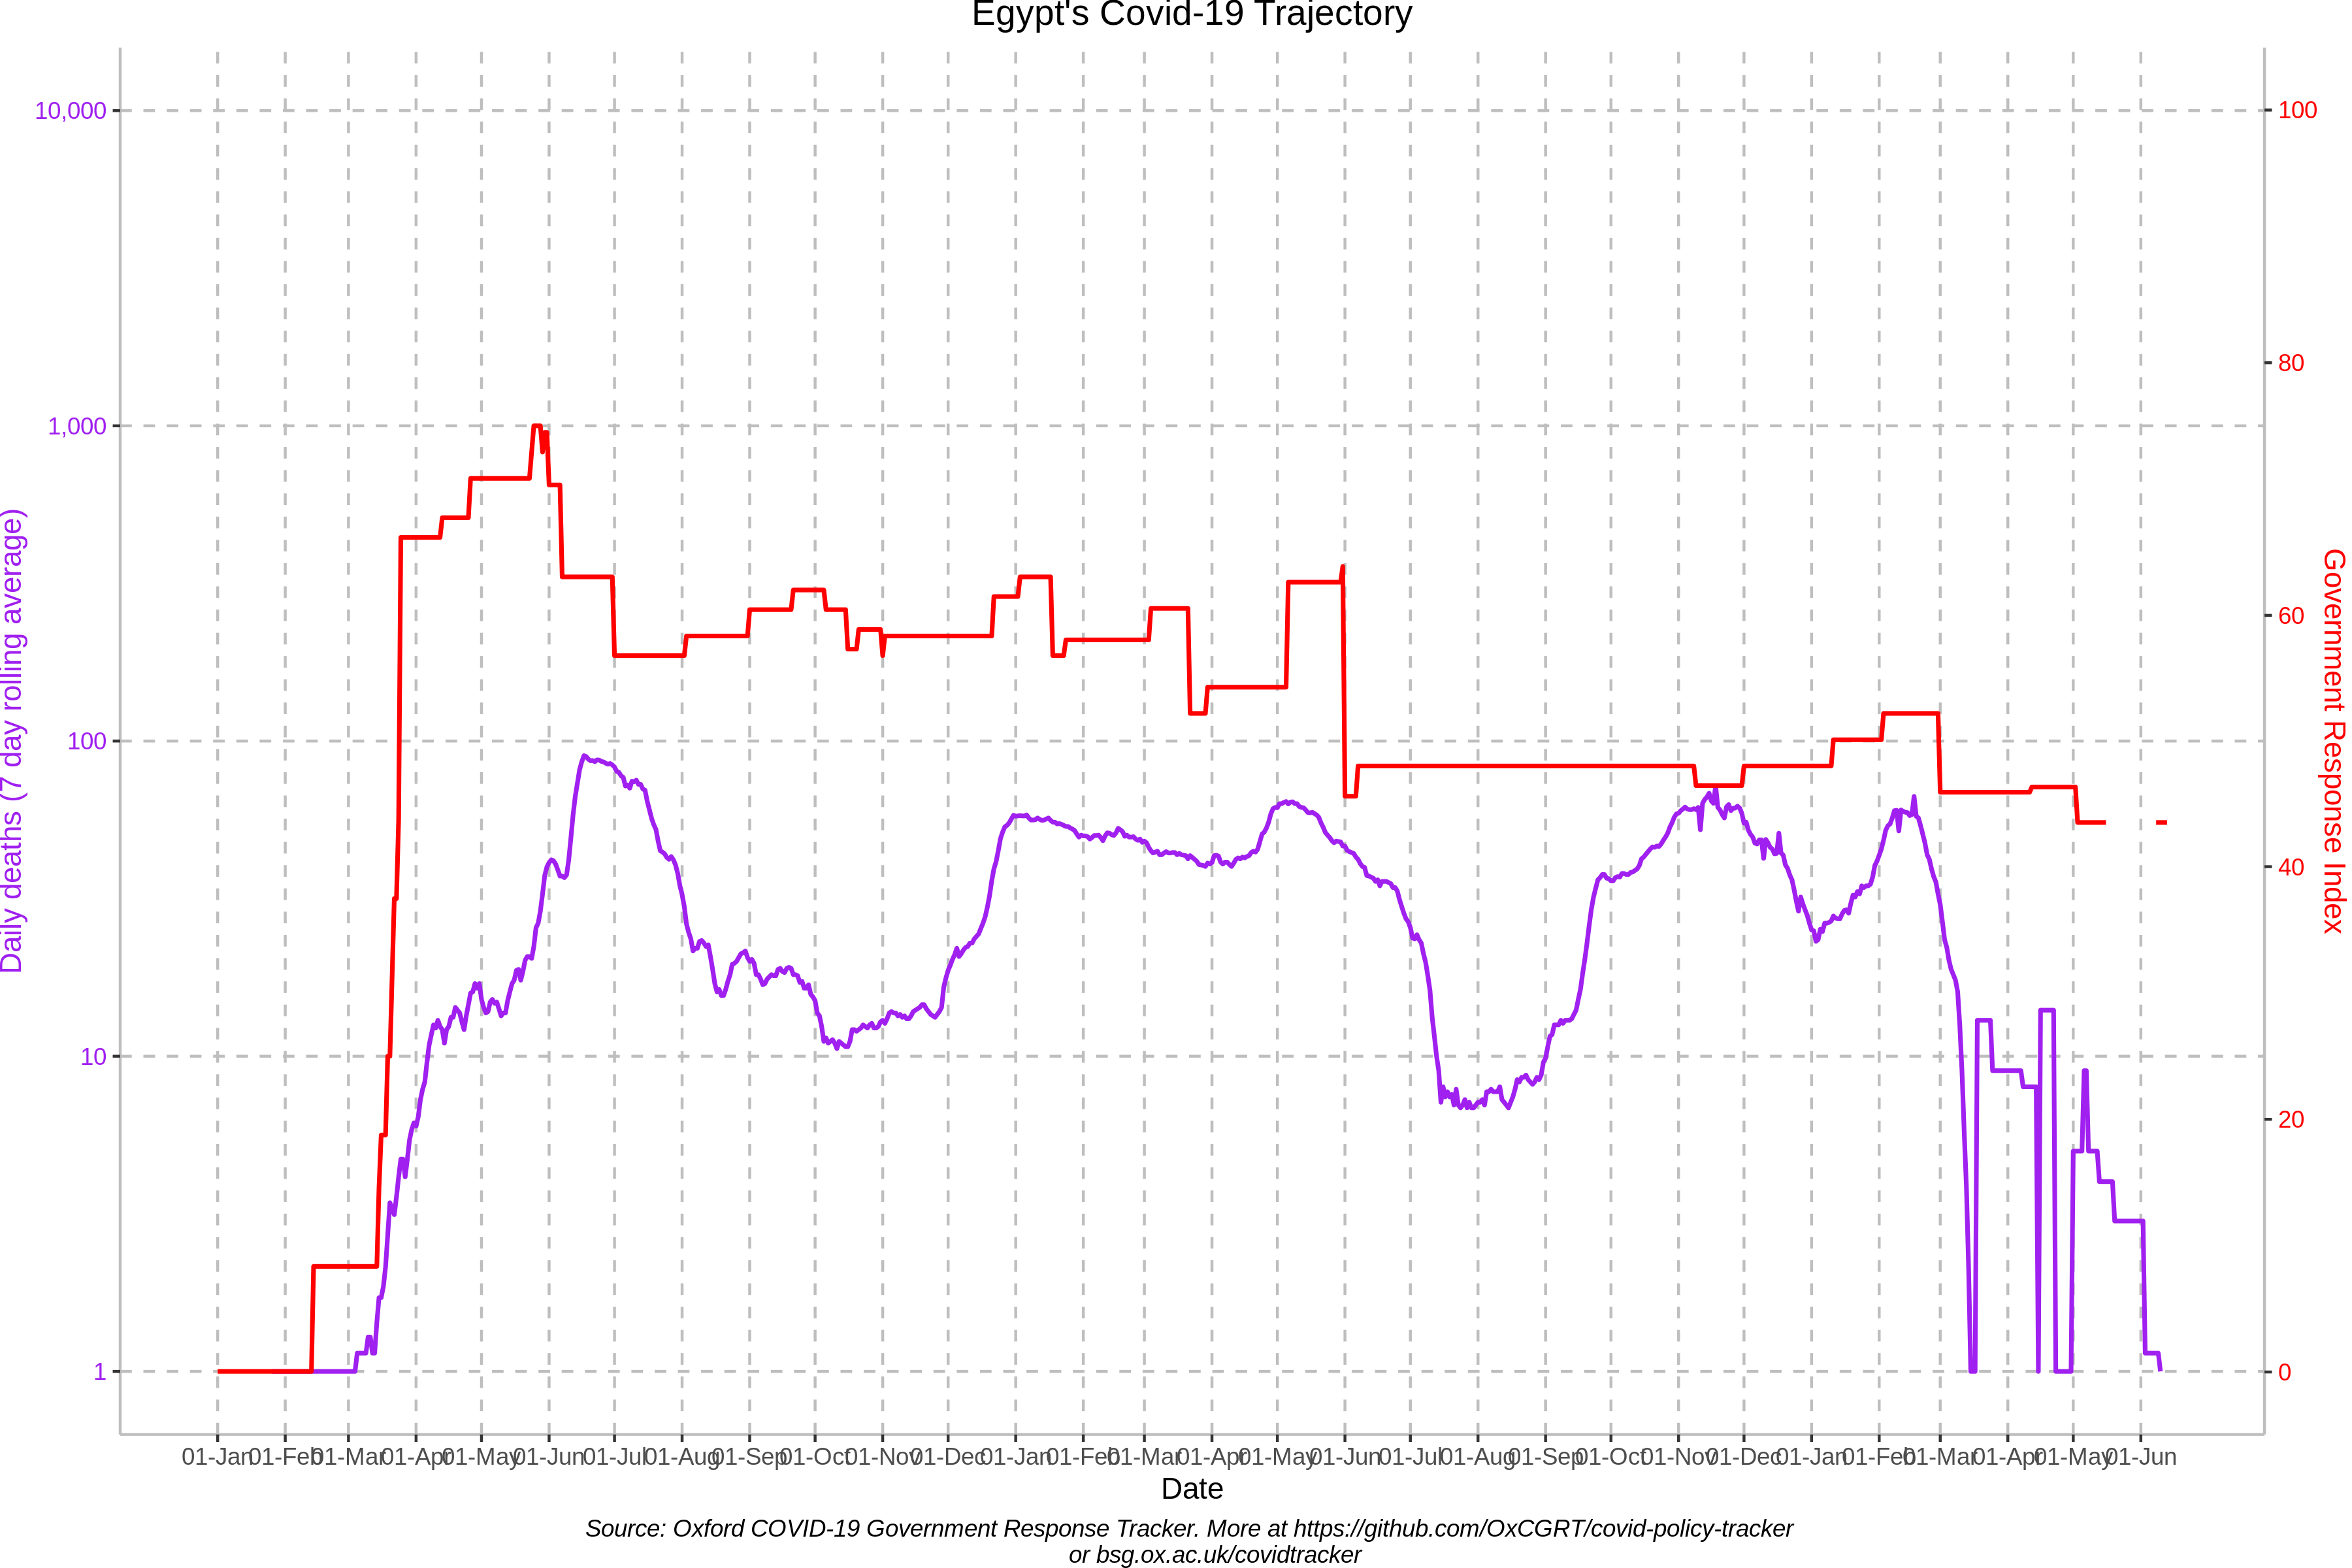 Egypt's Covid-19 Trajectory
10,000
1,000
100
10
1
Daily deaths (7 day rolling average)
100
80
60
40
20
0
Government Response Index
01-Jan 01-Feb 01-Mar 01-Apr 01-May 01-Jun 01-Jul 01-Aug 01-Sep 01-Oct 01-Nov 01-Dec 01-Jan 01-Feb 01-Mar 01-Apr 01-May 01-Jun 01-Jul 01-Aug 01-Sep 01-Oct 01-Nov 01-Dec 01-Jan 01-Feb 01-Mar 01-Apr 01-May 01-Jun
Date
Source: Oxford COVID-19 Government Response Tracker. More at https://github.com/OxCGRT/covid-policy-tracker
or bsg.ox.ac.uk/covidtracker